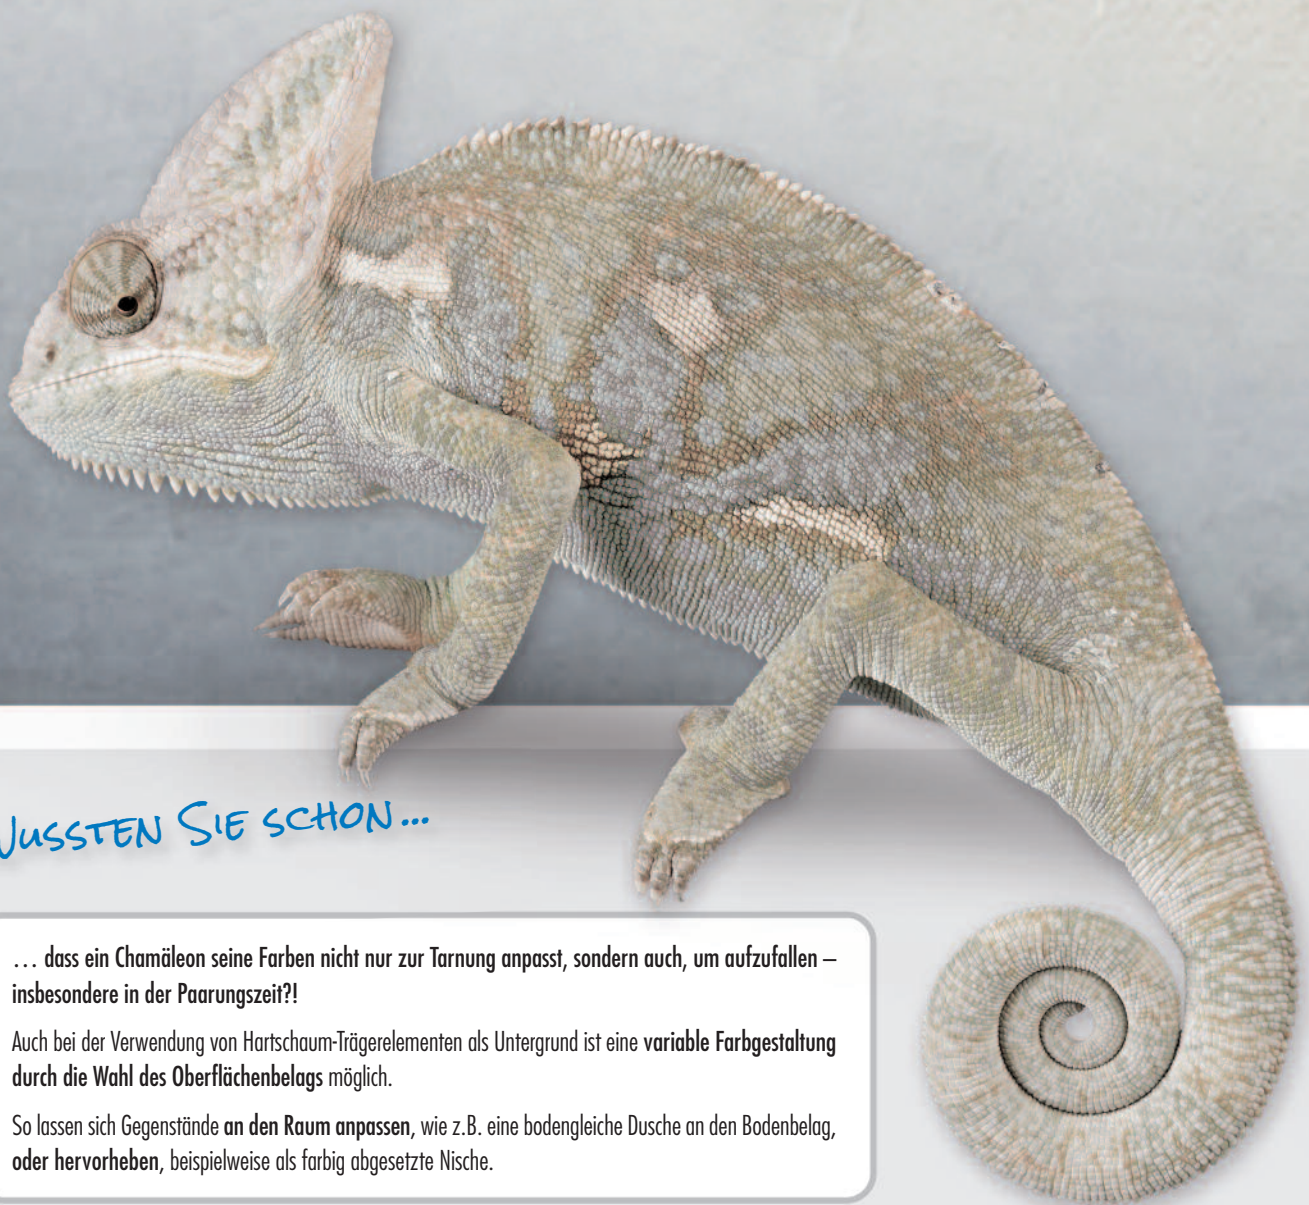 WUSSTEN SIE SCHON...
... dass ein Chamäleon seine Farben nicht nur zur Tarnung anpasst, sondern auch, um aufzufallen –
insbesondere in der Paarungszeit?!
Auch bei der Verwendung von Hartschaum-Trägerelementen als Untergrund ist eine variable Farbgestaltung
durch die Wahl des Oberflächenbelags möglich.
So lassen sich Gegenstände an den Raum anpassen, wie z.B. eine bodengleiche Dusche an den Bodenbelag,
oder hervorheben, beispielweise als farbig abgesetzte Nische.